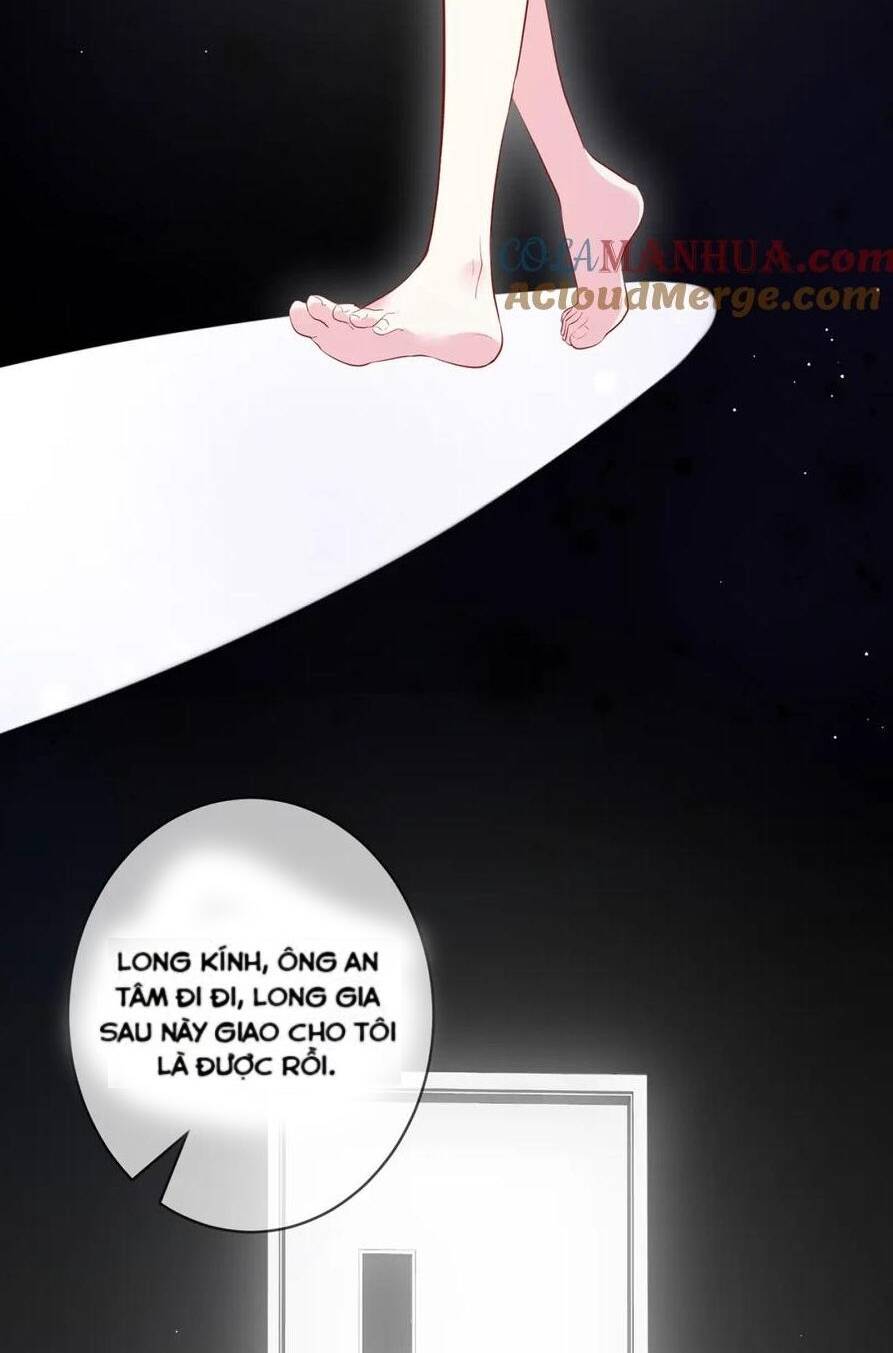 COLAMANHUA.com
ACloudMerge.com
LONG KÍNH, ÔNG AN
TÂM ĐI ĐI, LONG GIA
SAU NÀY GIAO CHO TÔI
LÀ ĐƯỢC RỒI.